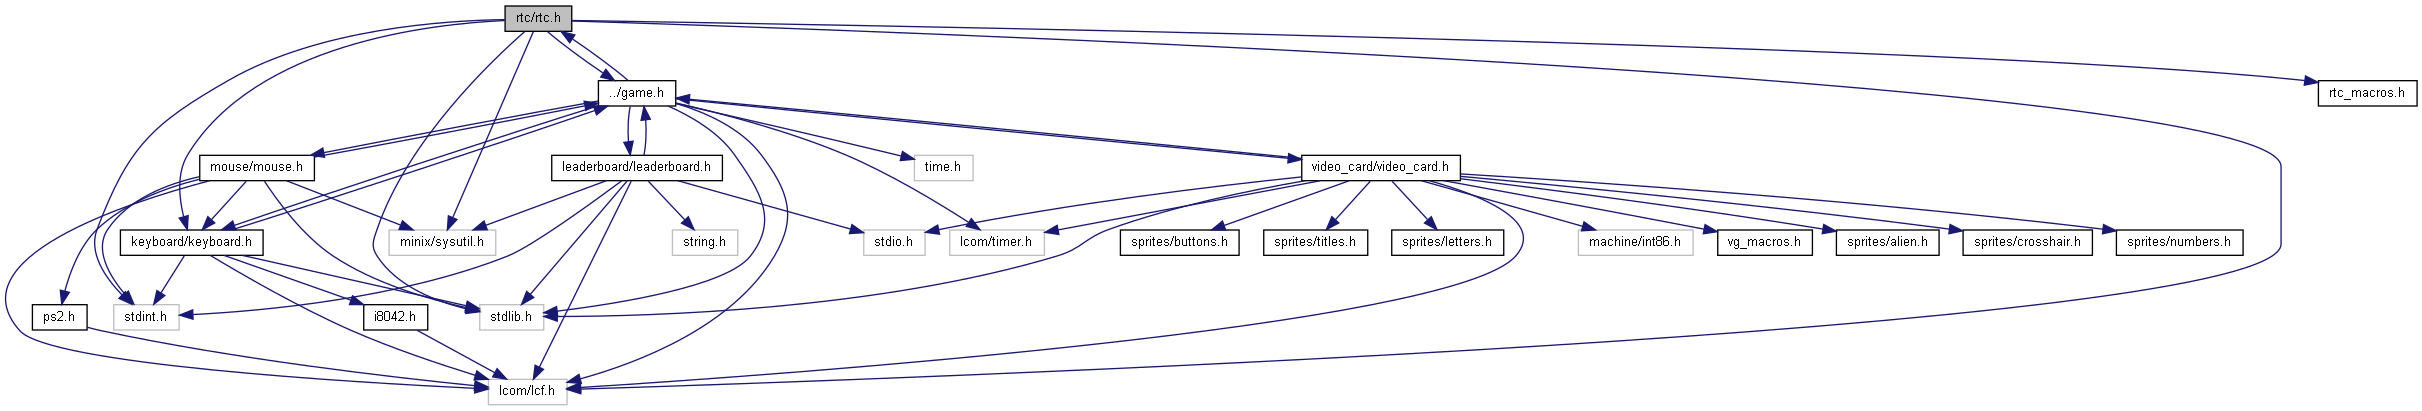 rtc/rtc.h
../game.h
rtc_macros.h
mouse/mouse.h
leaderboard/leaderboard.h
time.h
video_card/video_card.h
keyboard/keyboard.h
minix/sysutil.h
string.h
stdio.h
lcom/timer.h
sprites/buttons.h
sprites/titles.h
sprites/letters.h
machine/int86.h
vg_macros.h
sprites/alien.h
sprites/crosshair.h
sprites/numbers.h
ps2.h
stdint.h
i8042.h
stdlib.h
lcom/lcf.h